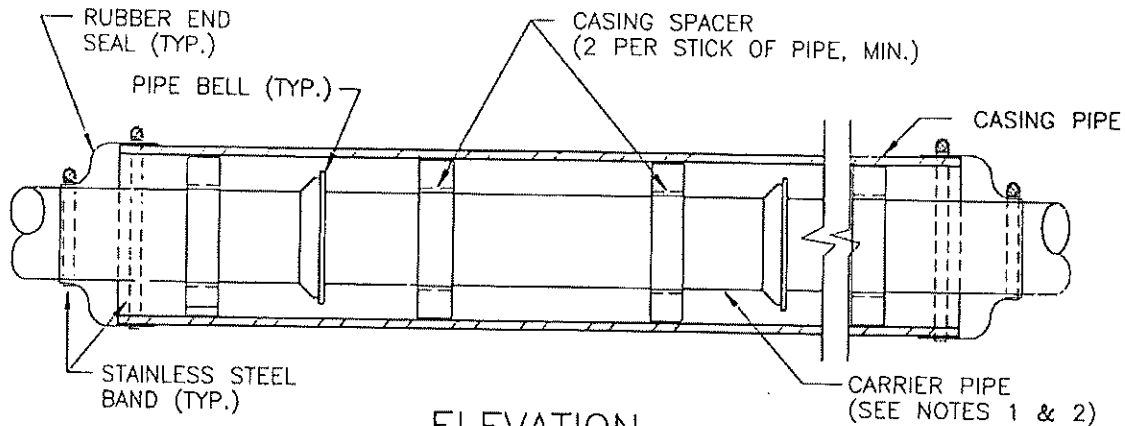 RUBBER END
SEAL (TYP.)
CASING SPACER
(2 PER STICK OF PIPE, MIN.)
PIPE BELL (TYP.)
CASING PIPE
STAINLESS STEEL
BAND (TYP.)
CARRIER PIPE
(SEE NOTES 1 & 2)
ELEVATION